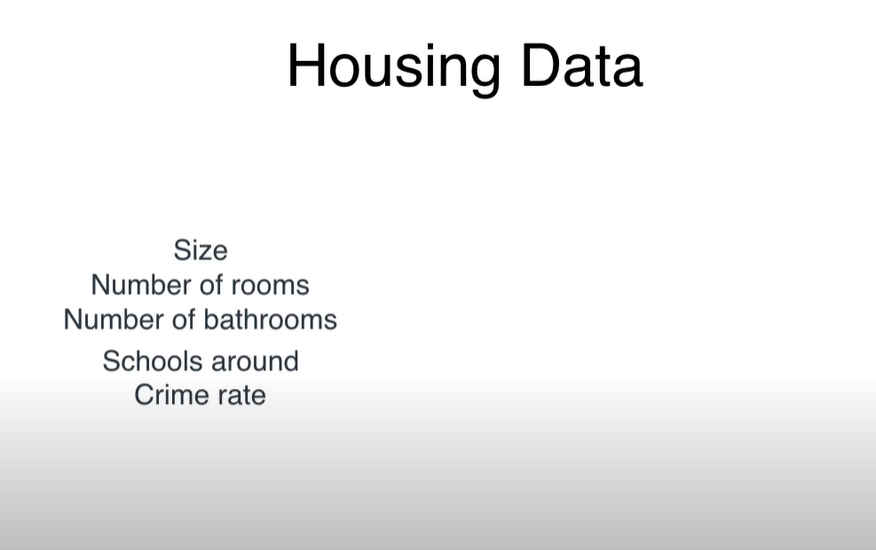 Housing Data
Size
Number of rooms
Number of bathrooms
Schools around
Crime rate